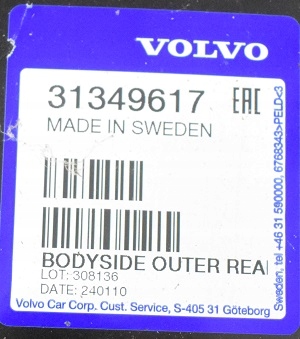 VOLVO
31349617
EAC
MADE IN SWEDEN
BODYSIDE OUTER REA
LOT: 308136
DATE: 240110
Volvo Car Corp. Cust. Service, S-405 31 Göteborg
Sweden, tel +46 31 590000, 6768343>PELD<3